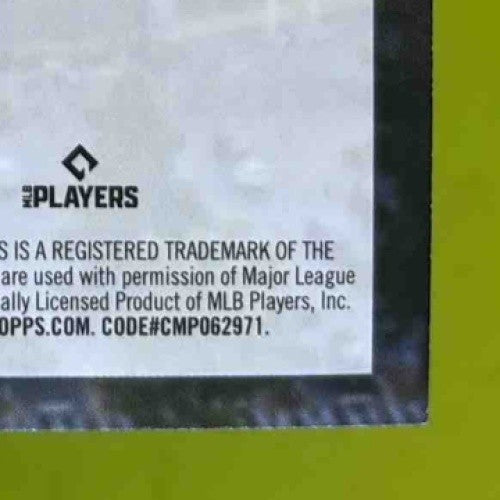 MLB PLAYERS
S IS A REGISTERED TRADEMARK OF THE
are used with permission of Major League
ally Licensed Product of MLB Players, Inc.
OPPS.COM. CODE#CMP062971.